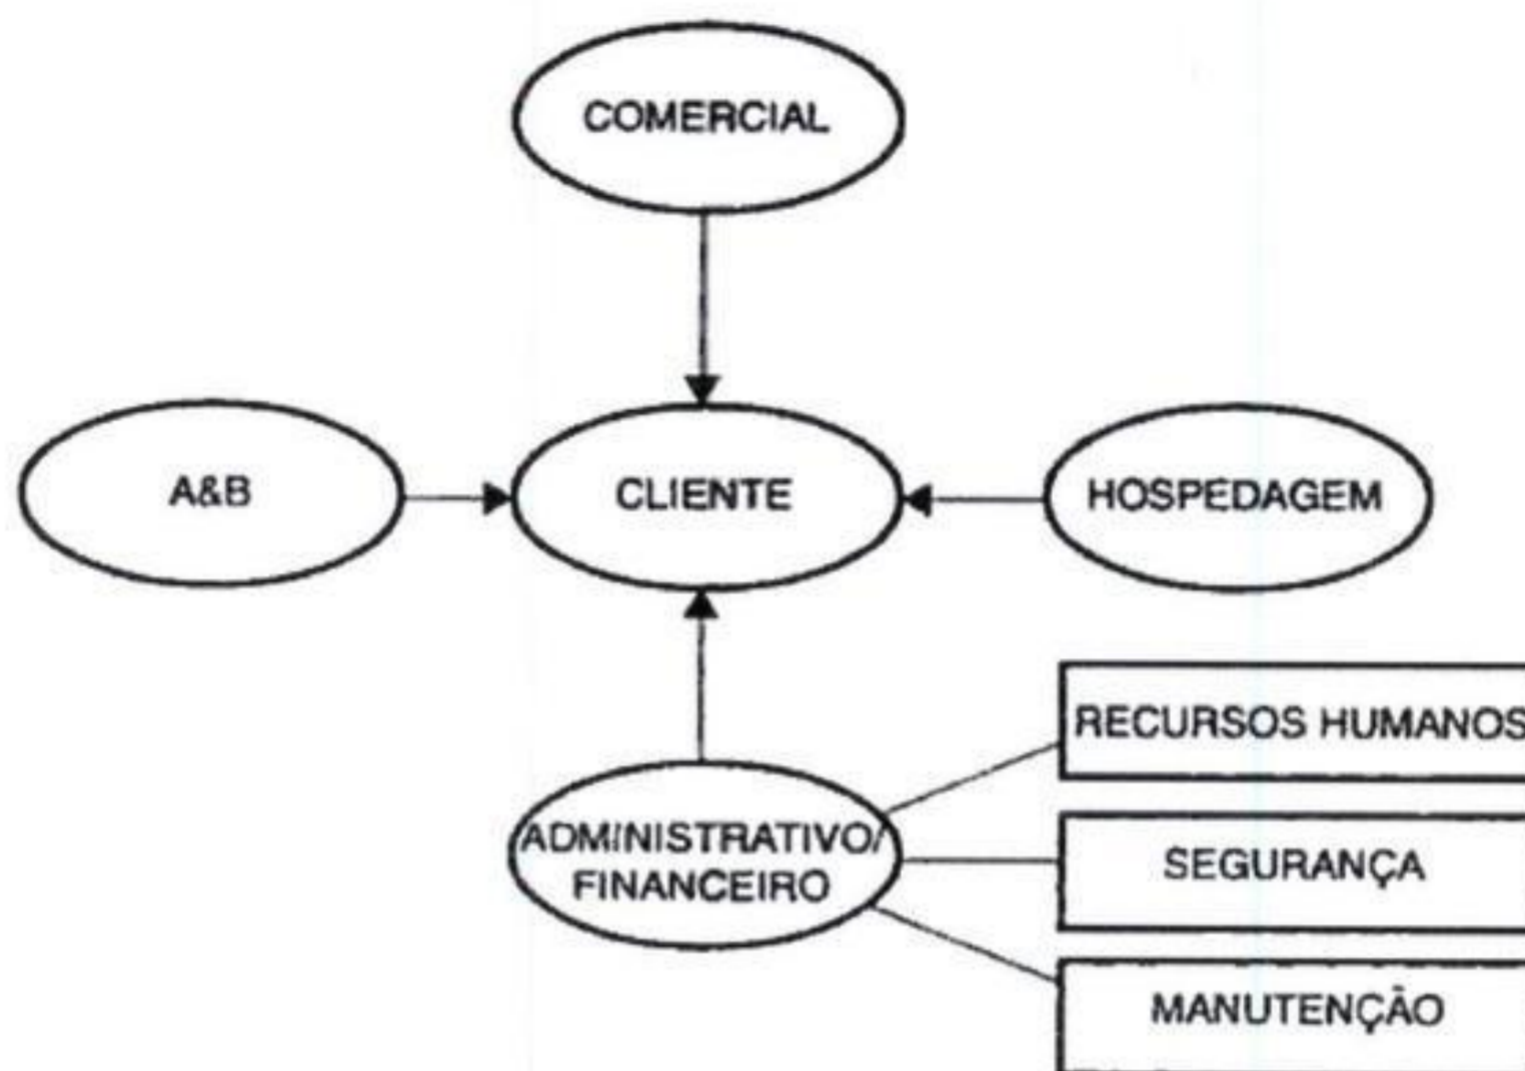 COMERCIAL
A&B
CLIENTE
HOSPEDAGEM
RECURSOS HUMANOS
ADMINISTRATIVO/
FINANCEIRO
SEGURANÇA
MANUTENÇÃO